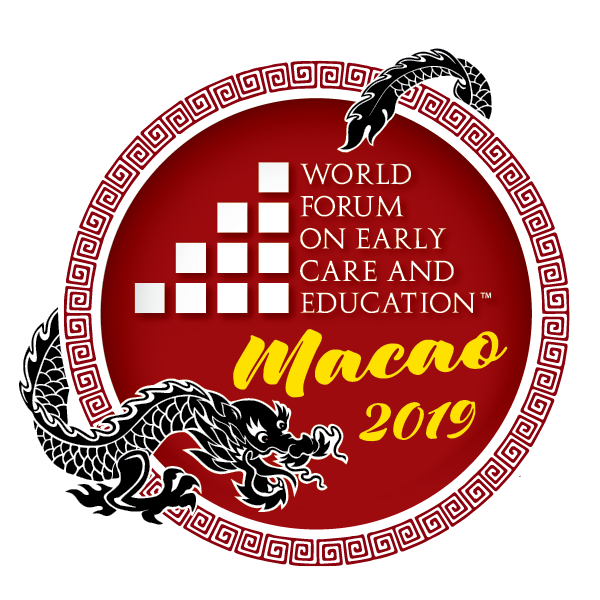 WORLD
FORUM
ON EARLY
CARE AND
EDUCATION™
Macao
2019